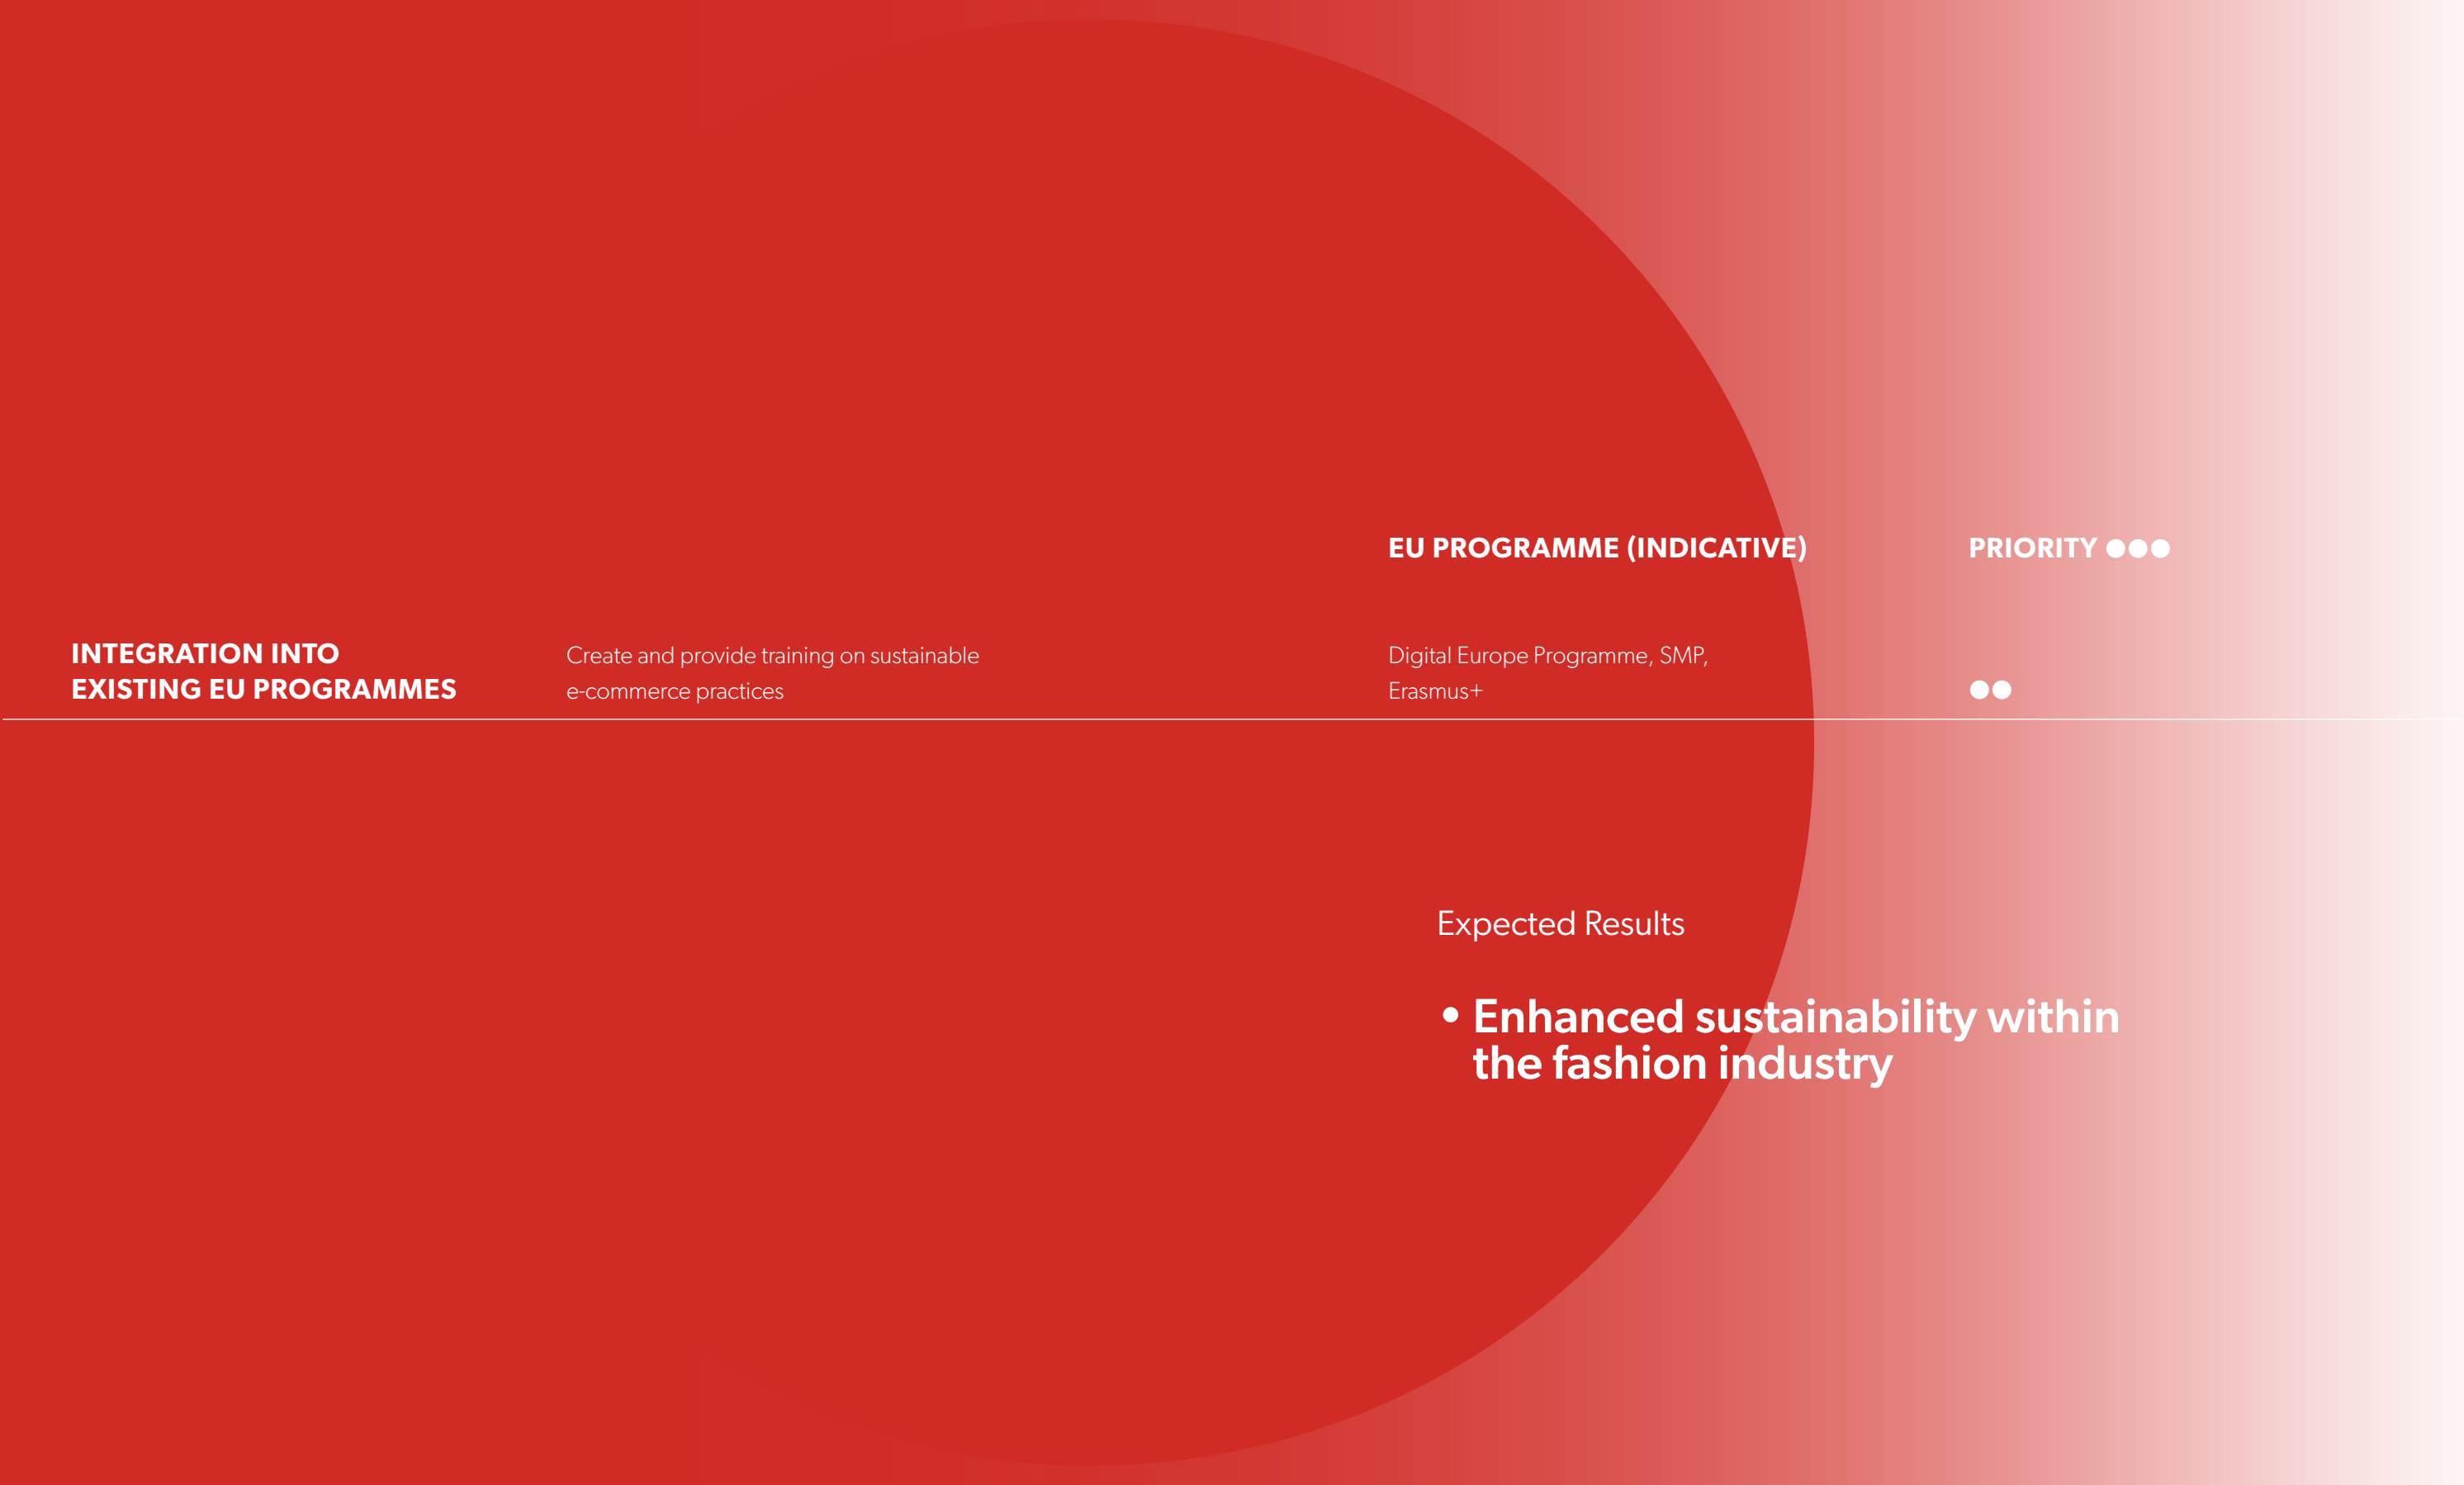 EU PROGRAMME (INDICATIVE)
PRIORITY ●●●
INTEGRATION INTO
EXISTING EU PROGRAMMES
Create and provide training on sustainable
e-commerce practices
Digital Europe Programme, SMP,
Erasmus+
●●
Expected Results
• Enhanced sustainability within
the fashion industry